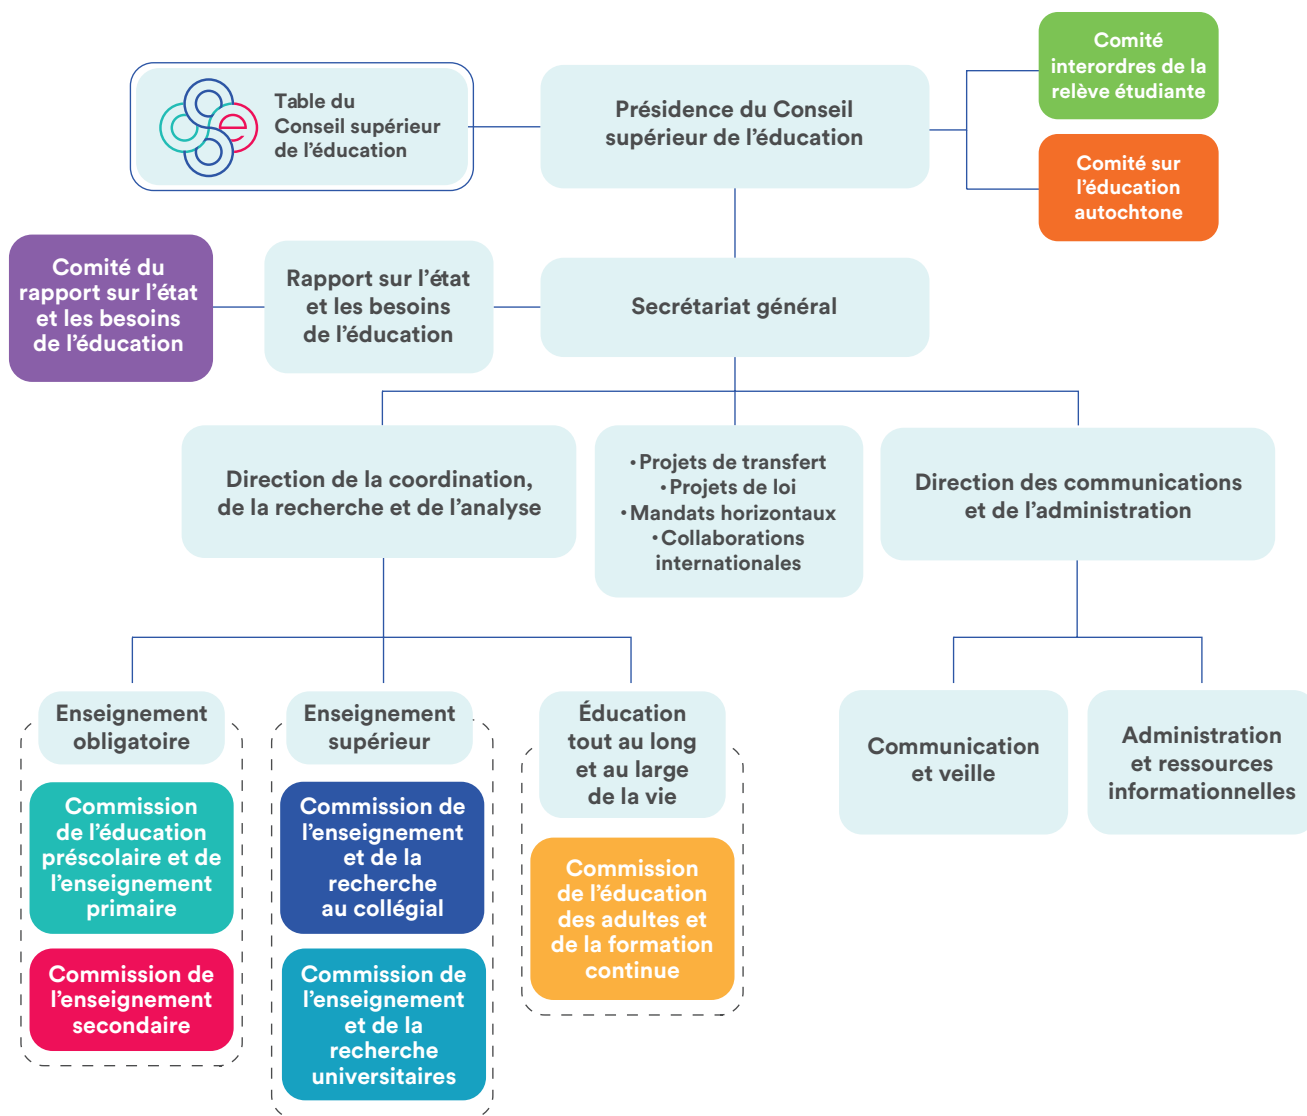 Table du
Conseil supérieur
de l'éducation
Présidence du Conseil
supérieur de l'éducation
Comité
interordres de la
relève étudiante
Comité sur
l'éducation
autochtone
Comité du
rapport sur l'état
et les besoins
de l'éducation
Rapport sur l'état
et les besoins
de l'éducation
Secrétariat général
Direction de la coordination,
de la recherche et de l'analyse
•Projets de transfert
•Projets de loi
•Mandats horizontaux
•Collaborations
internationales
Direction des communications
et de l'administration
Enseignement
obligatoire
Commission
de l'éducation
préscolaire et de
l'enseignement
primaire
Commission de
l'enseignement
secondaire
Enseignement
supérieur
Commission de
l'enseignement
et de la
recherche
au collégial
Commission de
l'enseignement
et de la
recherche
universitaires
Éducation
tout au long
et au large
de la vie
Commission
de l'éducation
des adultes et
de la formation
continue
Communication
et veille
Administration
et ressources
informationnelles